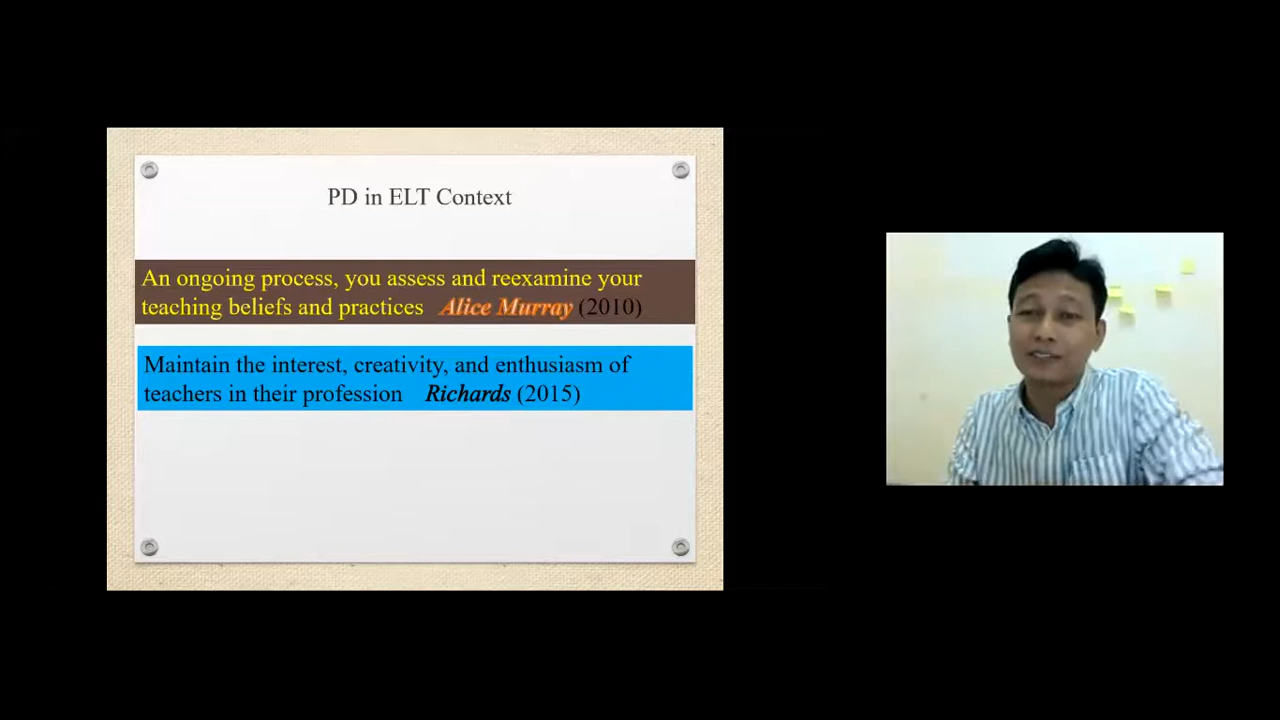 PD in ELT Context
An ongoing process, you assess and reexamine your
teaching beliefs and practices Alice Murray (2010)
Maintain the interest, creativity, and enthusiasm of
teachers in their profession Richards (2015)